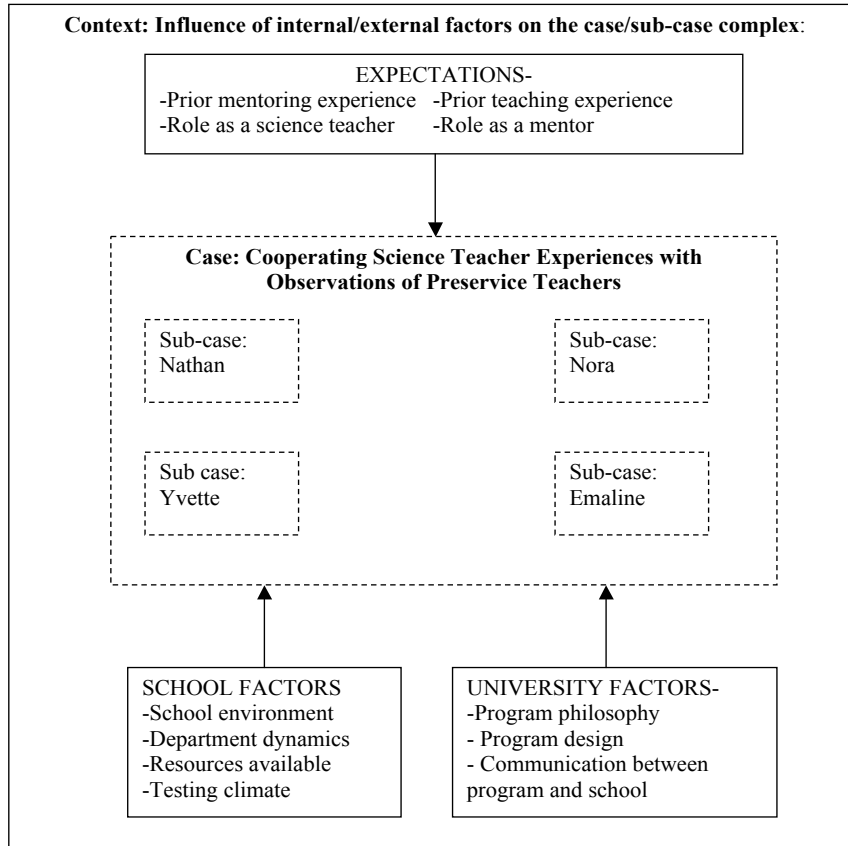 Context: Influence of internal/external factors on the case/sub-case complex:
EXPECTATIONS-
-Prior mentoring experience -Prior teaching experience
-Role as a science teacher -Role as a mentor
Case: Cooperating Science Teacher Experiences with
Observations of Preservice Teachers
Sub-case:
Nathan
Sub-case:
Nora
Sub case:
Yvette
Sub-case:
Emaline
SCHOOL FACTORS
-School environment
-Department dynamics
-Resources available
-Testing climate
UNIVERSITY FACTORS-
-Program philosophy
- Program design
- Communication between
program and school